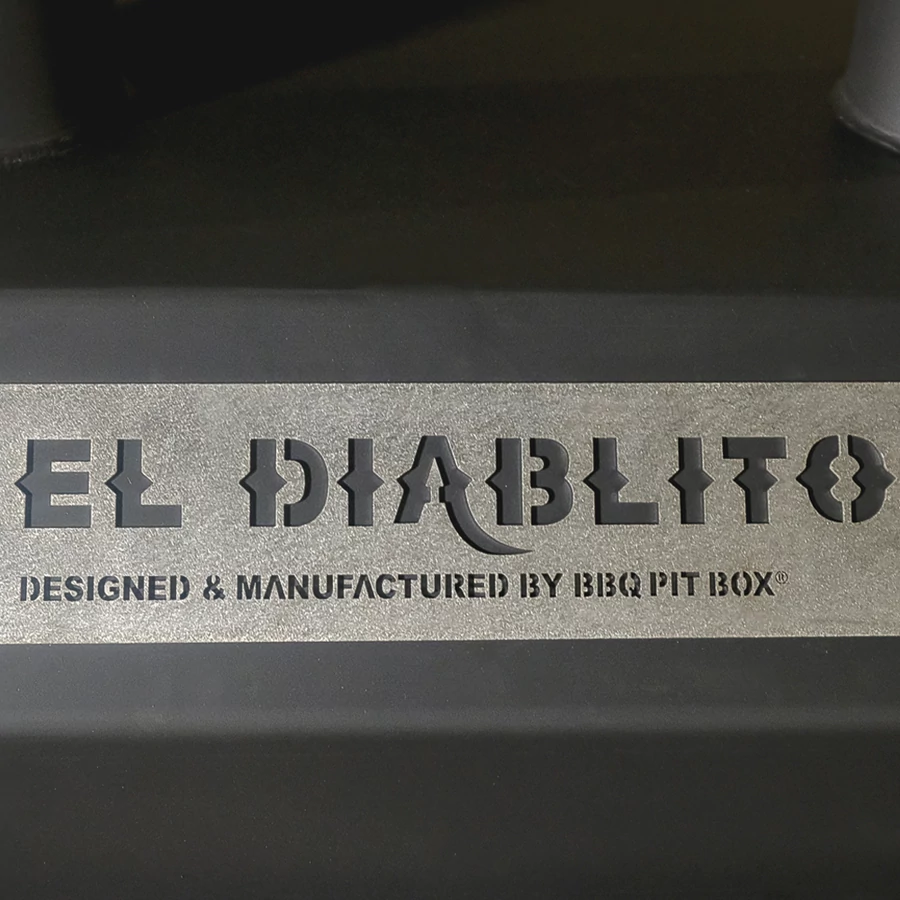 EL DIABLITO
DESIGNED & MANUFACTURED BY BBQ PIT BOX®